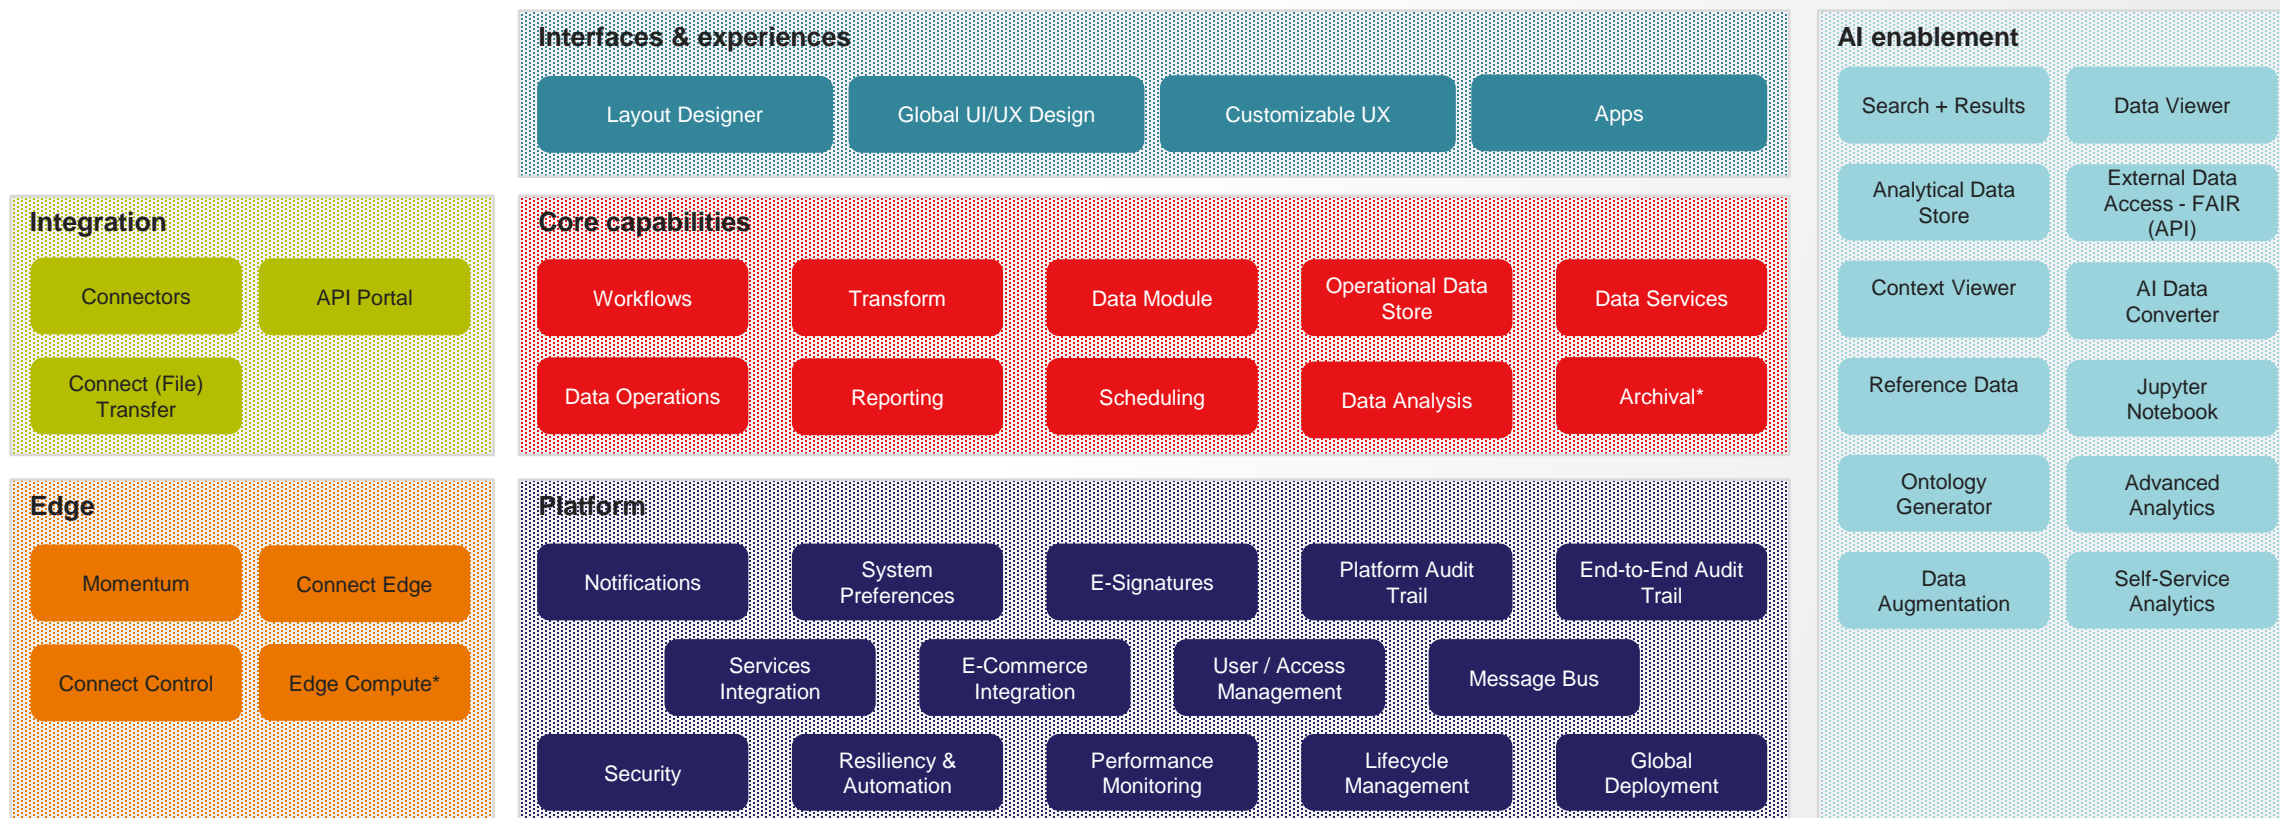 Interfaces & experiences
Layout Designer
Global UI/UX Design
Customizable UX
Apps
Integration
Connectors
API Portal
Connect (File)
Transfer
Core capabilities
Workflows
Transform
Data Module
Operational Data
Store
Data Services
Data Operations
Reporting
Scheduling
Data Analysis
Archival*
Edge
Momentum
Connect Edge
Connect Control
Edge Compute*
Platform
Notifications
System
Preferences
E-Signatures
Platform Audit
Trail
End-to-End Audit
Trail
Services
Integration
E-Commerce
Integration
User / Access
Management
Message Bus
Security
Resiliency &
Automation
Performance
Monitoring
Lifecycle
Management
Global
Deployment
AI enablement
Search + Results
Data Viewer
Analytical Data
Store
External Data
Access - FAIR
(API)
Context Viewer
AI Data
Converter
Reference Data
Jupyter
Notebook
Ontology
Generator
Advanced
Analytics
Data
Augmentation
Self-Service
Analytics